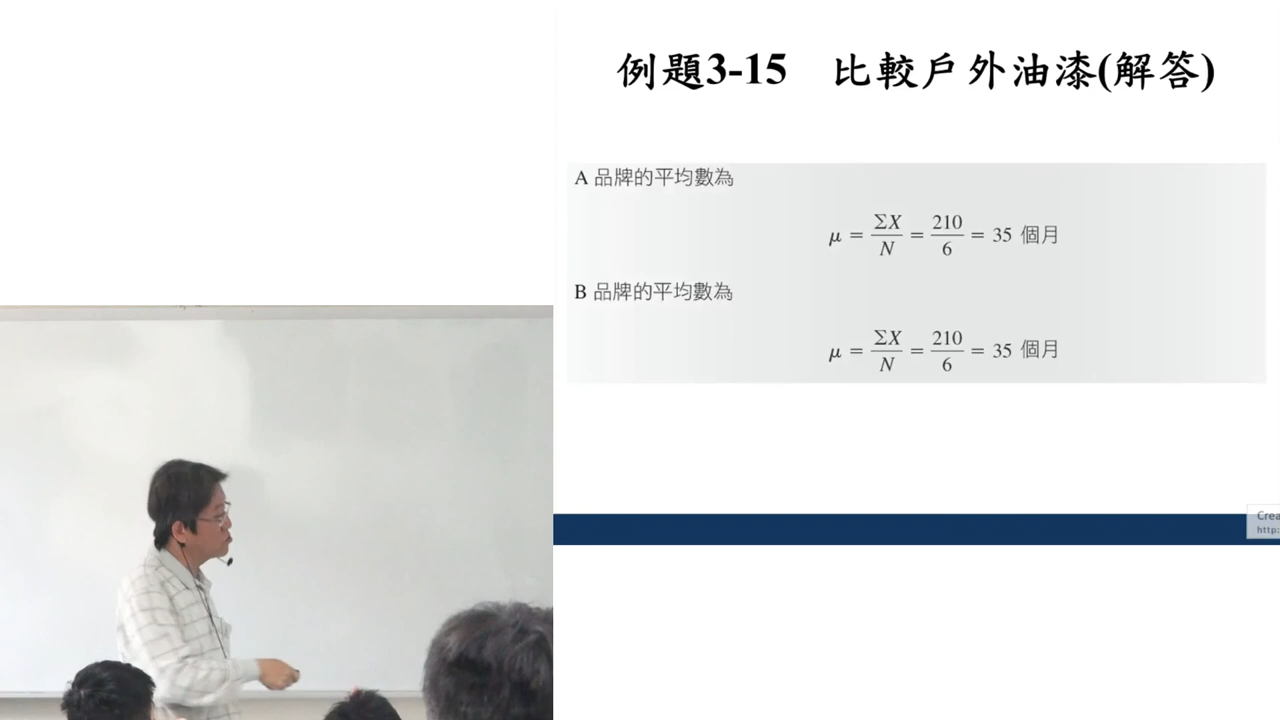 例題3-15 比較戶外油漆(解答)
A 品牌的平均數為
μ = ΣX/N = 210/6 = 35 個月
B 品牌的平均數為
μ = ΣX/N = 210/6 = 35 個月
Crea
http: